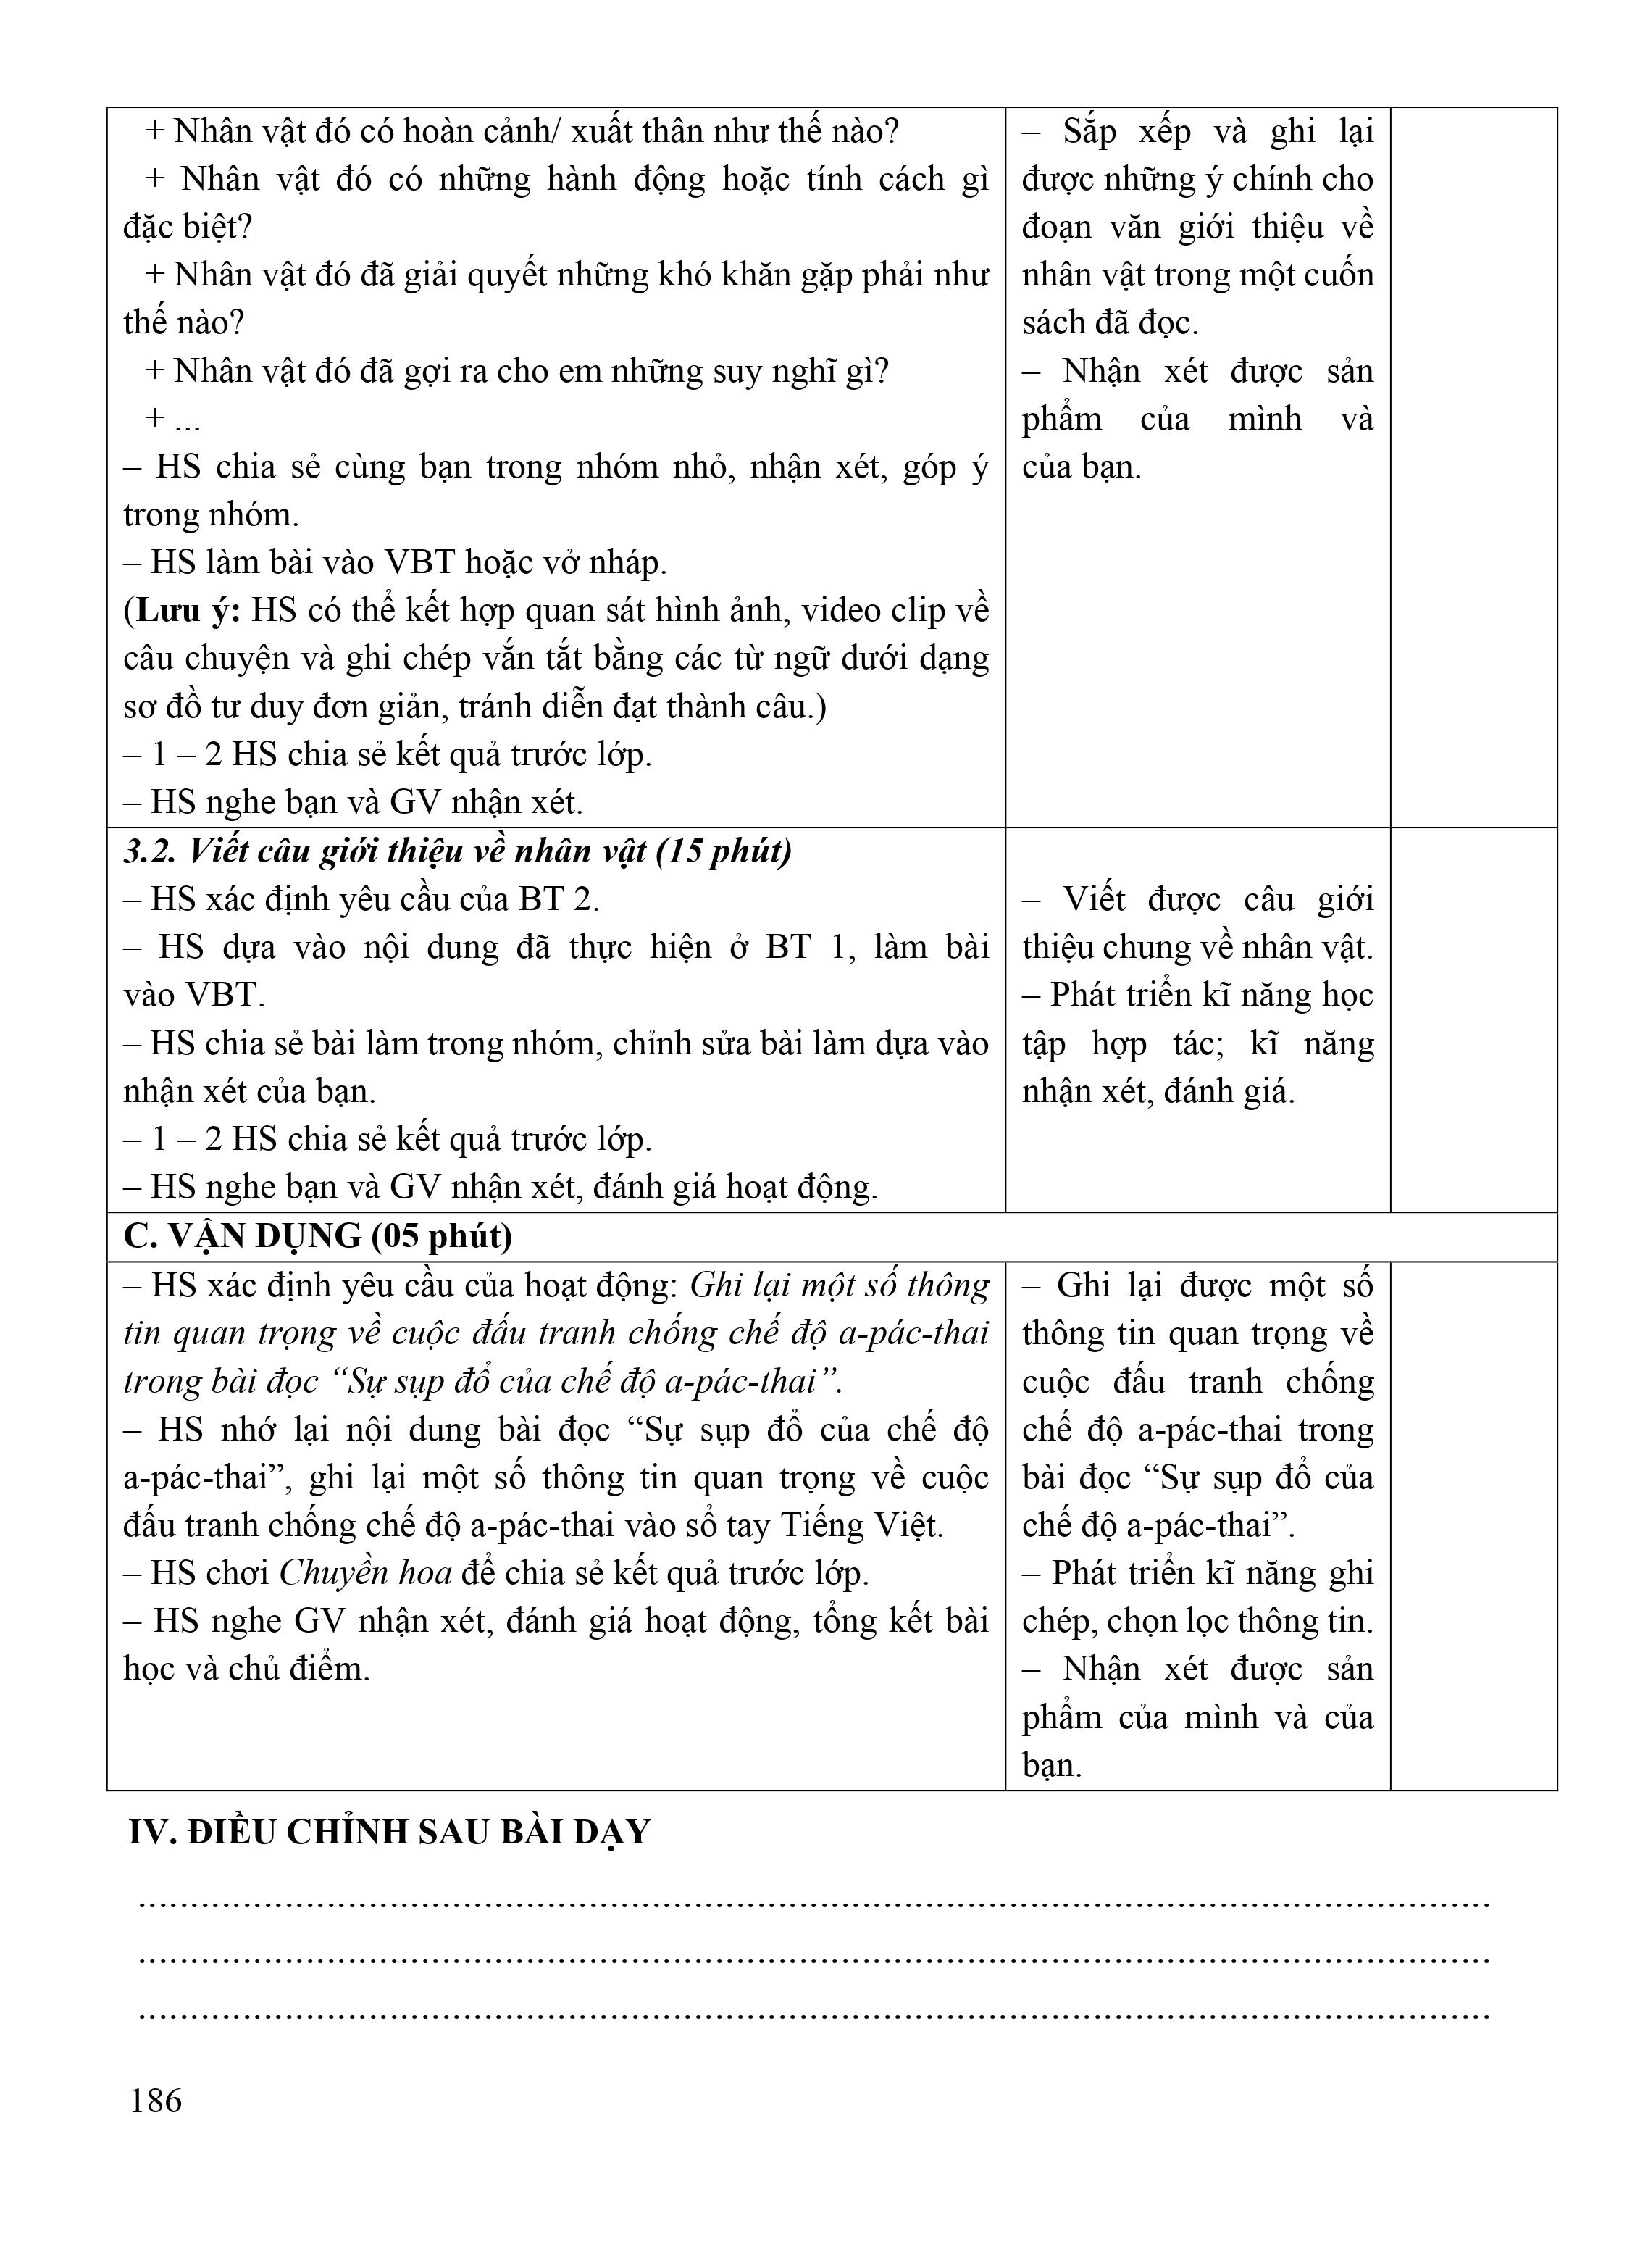 + Nhân vật đó có hoàn cảnh/ xuất thân như thế nào?
+ Nhân vật đó có những hành động hoặc tính cách gì
đặc biệt?
+ Nhân vật đó đã giải quyết những khó khăn gặp phải như
thế nào?
+ Nhân vật đó đã gợi ra cho em những suy nghĩ gì?
+ ...
– HS chia sẻ cùng bạn trong nhóm nhỏ, nhận xét, góp ý
trong nhóm.
– HS làm bài vào VBT hoặc vở nháp.
(Lưu ý: HS có thể kết hợp quan sát hình ảnh, video clip về
câu chuyện và ghi chép vắn tắt bằng các từ ngữ dưới dạng
sơ đồ tư duy đơn giản, tránh diễn đạt thành câu.)
– 1 – 2 HS chia sẻ kết quả trước lớp.
– HS nghe bạn và GV nhận xét.
– Sắp xếp và ghi lại
được những ý chính cho
đoạn văn giới thiệu về
nhân vật trong một cuốn
sách đã đọc.
– Nhận xét được sản
phẩm của mình và
của bạn.
3.2. Viết câu giới thiệu về nhân vật (15 phút)
– HS xác định yêu cầu của BT 2.
– HS dựa vào nội dung đã thực hiện ở BT 1, làm bài
vào VBT.
– HS chia sẻ bài làm trong nhóm, chỉnh sửa bài làm dựa vào
nhận xét của bạn.
– 1 – 2 HS chia sẻ kết quả trước lớp.
– HS nghe bạn và GV nhận xét, đánh giá hoạt động.
– Viết được câu giới
thiệu chung về nhân vật.
– Phát triển kĩ năng học
tập hợp tác; kĩ năng
nhận xét, đánh giá.
C. VẬN DỤNG (05 phút)
– HS xác định yêu cầu của hoạt động: Ghi lại một số thông
tin quan trọng về cuộc đấu tranh chống chế độ a-pác-thai
trong bài đọc “Sự sụp đổ của chế độ a-pác-thai”.
– HS nhớ lại nội dung bài đọc “Sự sụp đổ của chế độ
a-pác-thai”, ghi lại một số thông tin quan trọng về cuộc
đấu tranh chống chế độ a-pác-thai vào sổ tay Tiếng Việt.
– HS chơi Chuyền hoa để chia sẻ kết quả trước lớp.
– HS nghe GV nhận xét, đánh giá hoạt động, tổng kết bài
học và chủ điểm.
– Ghi lại được một số
thông tin quan trọng về
cuộc đấu tranh chống
chế độ a-pác-thai trong
bài đọc “Sự sụp đổ của
chế độ a-pác-thai”.
– Phát triển kĩ năng ghi
chép, chọn lọc thông tin.
– Nhận xét được sản
phẩm của mình và của
bạn.
IV. ĐIỀU CHỈNH SAU BÀI DẠY
................................................................................
................................................................................
................................................................................
186